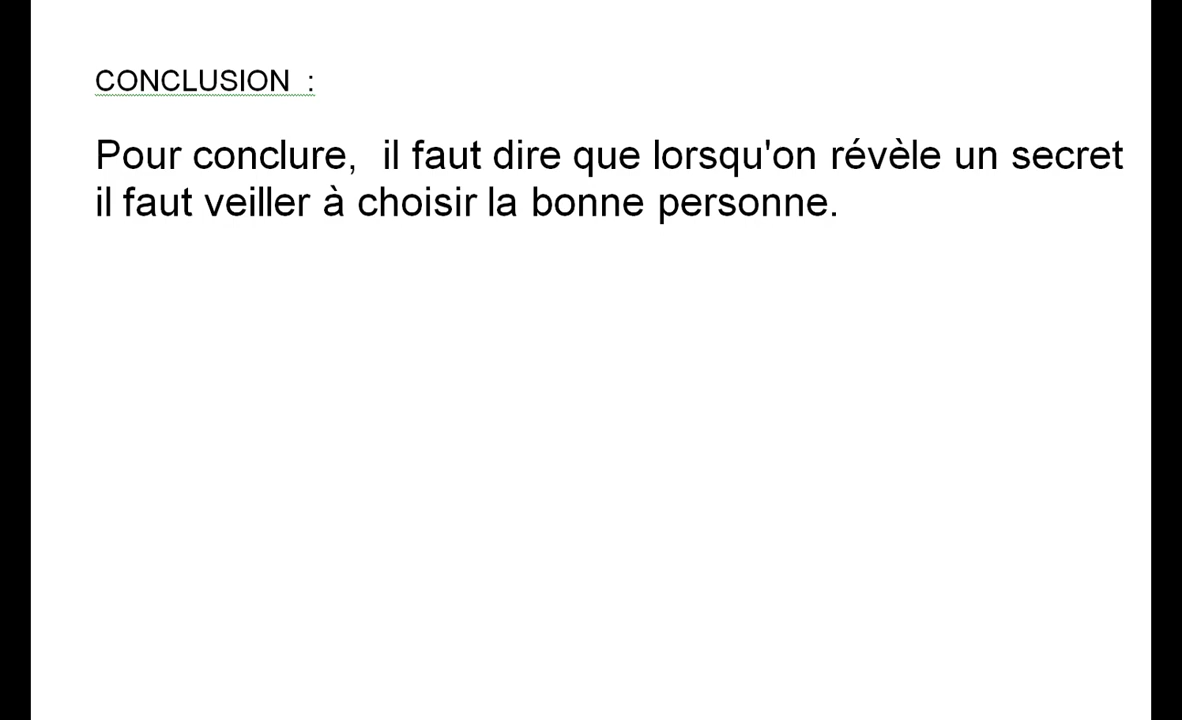 CONCLUSION :
Pour conclure, il faut dire que lorsqu'on révèle un secret
il faut veiller à choisir la bonne personne.